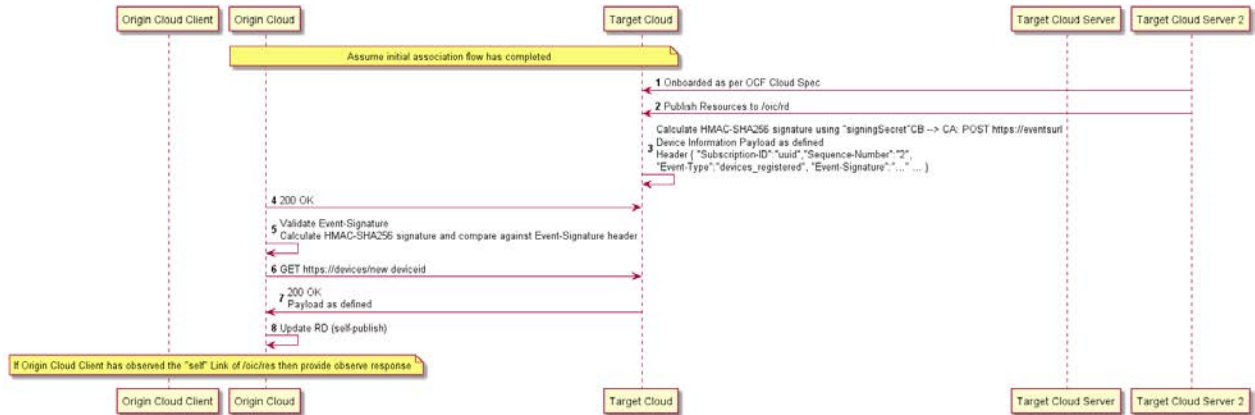 Origin Cloud Client
Origin Cloud
Target Cloud
Target Cloud Server
Target Cloud Server 2
Assume initial association flow has completed
1 Onboarded as per OCF Cloud Spec
2 Publish Resources to /oic/rd
Calculate HMAC-SHA256 signature using "signingSecret"CB --> CA: POST https://eventsurl
Device Information Payload as defined
3
Header { "Subscription-ID":"uuid","Sequence-Number":"2",
"Event-Type":"devices_registered", "Event-Signature":"..." ... }
4 200 OK
Validate Event-Signature
5
Calculate HMAC-SHA256 signature and compare against Event-Signature header
6 GET https://devices/new deviceid
200 OK
7
Payload as defined
8 Update RD (self-publish)
If Origin Cloud Client has observed the "self" Link of /oic/res then provide observe response
Origin Cloud Client
Origin Cloud
Target Cloud
Target Cloud Server
Target Cloud Server 2